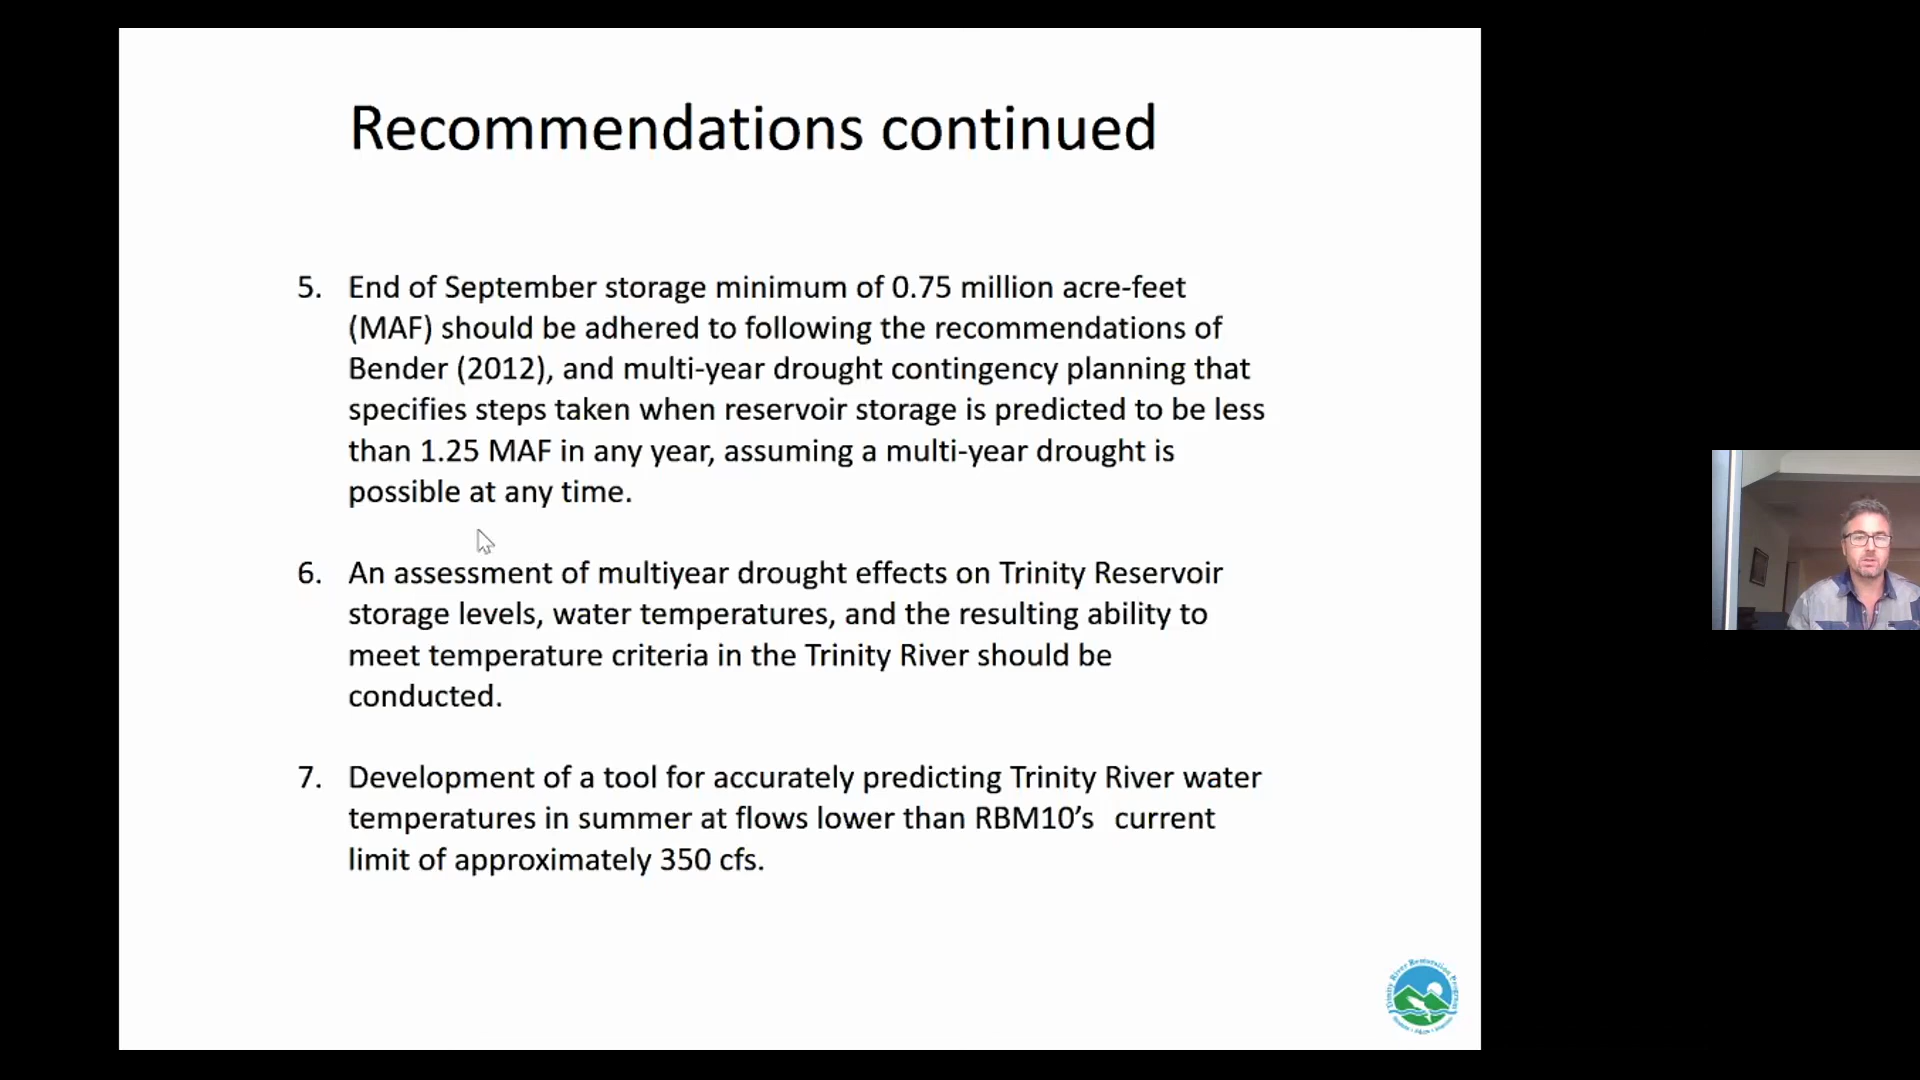 Recommendations continued
5. End of September storage minimum of 0.75 million acre-feet
(MAF) should be adhered to following the recommendations of
Bender (2012), and multi-year drought contingency planning that
specifies steps taken when reservoir storage is predicted to be less
than 1.25 MAF in any year, assuming a multi-year drought is
possible at any time.
6. An assessment of multiyear drought effects on Trinity Reservoir
storage levels, water temperatures, and the resulting ability to
meet temperature criteria in the Trinity River should be
conducted.
7. Development of a tool for accurately predicting Trinity River water
temperatures in summer at flows lower than RBM10’s current
limit of approximately 350 cfs.
Trinity River Restoration Program